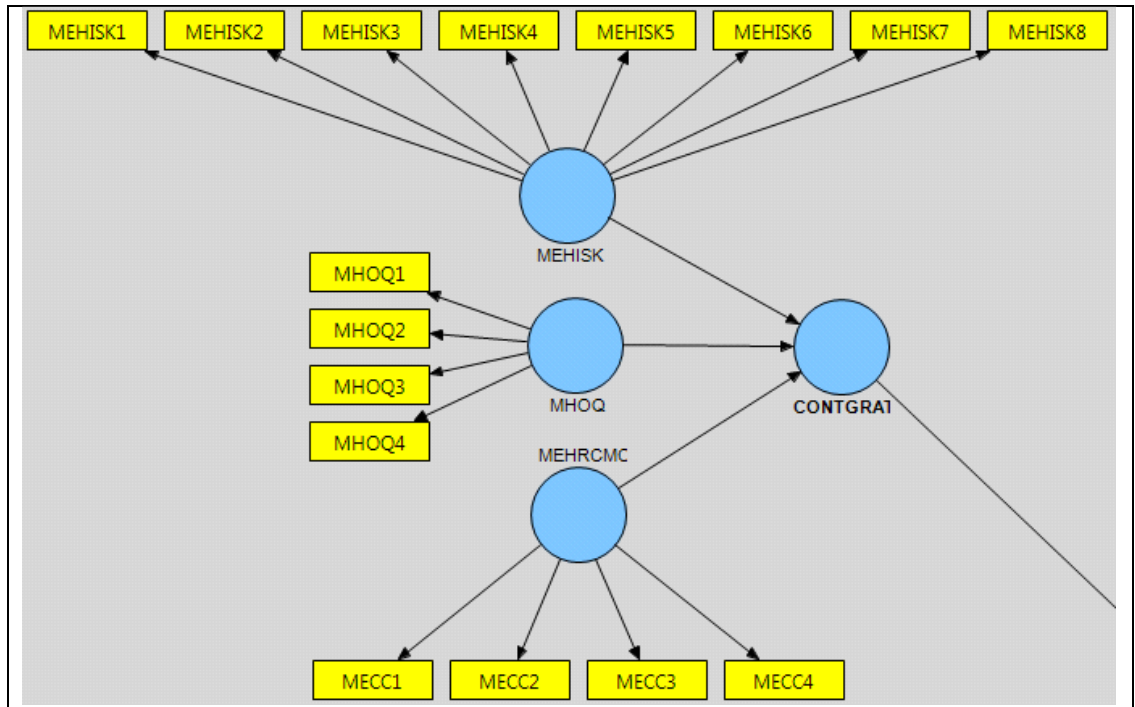 MEHISK1 MEHISK2 MEHISK3 MEHISK4 MEHISK5 MEHISK6 MEHISK7 MEHISK8
MEHISK
MHOQ1
MHOQ2
MHOQ3
MHOQ4
MHOQ
CONTGRAT
MEHRCMC
MECC1 MECC2 MECC3 MECC4